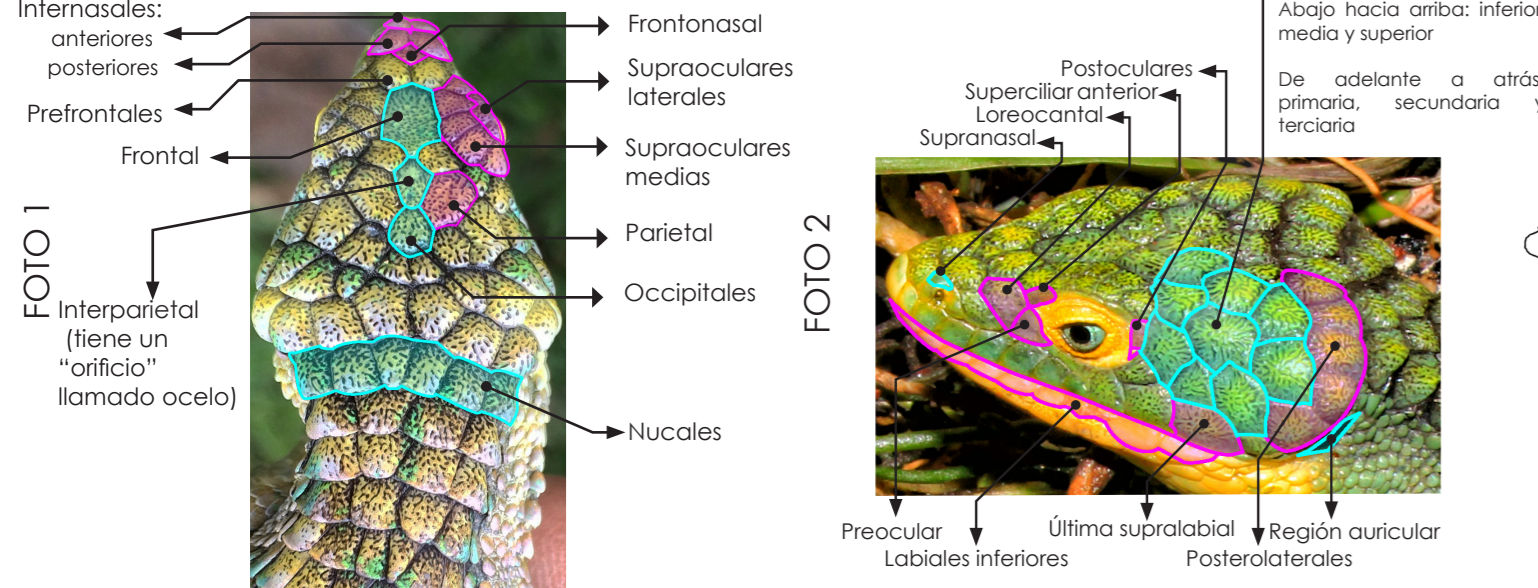 Internasales:
anteriores
posteriores
Prefrontales
Frontal
FOTO 1
Interparietal
(tiene un
“orificio”
llamado ocelo)
Frontonasal
Supraoculares
laterales
Supraoculares
medias
Parietal
Occipitales
Nucales
FOTO 2
Postoculares
Superciliar anterior
Loreocantal
Supranasal
Abajo hacia arriba: inferior
media y superior
De adelante a atrás
primaria, secundaria y
terciaria
Preocular
Labiales inferiores
Última supralabial
Posterolaterales
Región auricular